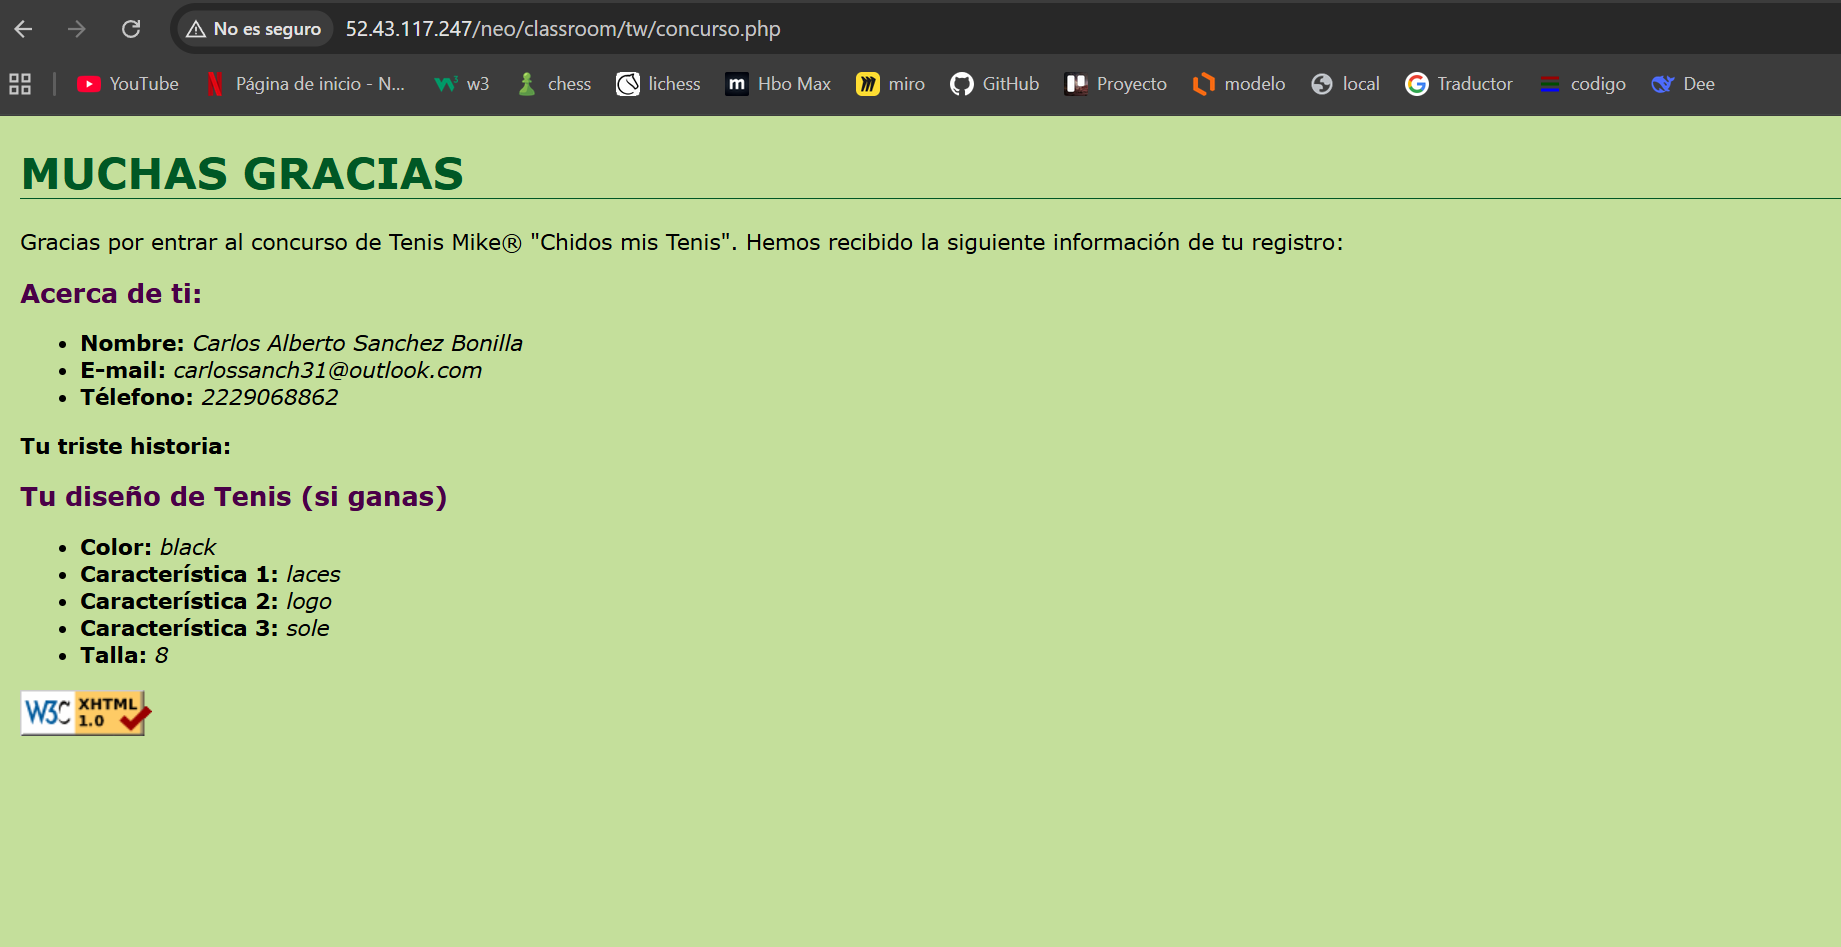 No es seguro 52.43.117.247/neo/classroom/tw/concurso.php
YouTube Página de inicio - N... w3 chess lichess m Hbo Max miro GitHub Proyecto modelo local Traductor codigo Dee
MUCHAS GRACIAS
Gracias por entrar al concurso de Tenis Mike® "Chidos mis Tenis". Hemos recibido la siguiente información de tu registro:
Acerca de ti:
• Nombre: Carlos Alberto Sanchez Bonilla
• E-mail: carlossanch31@outlook.com
• Télefono: 2229068862
Tu triste historia:
Tu diseño de Tenis (si ganas)
• Color: black
• Característica 1: laces
• Característica 2: logo
• Característica 3: sole
• Talla: 8
W3C XHTML
1.0